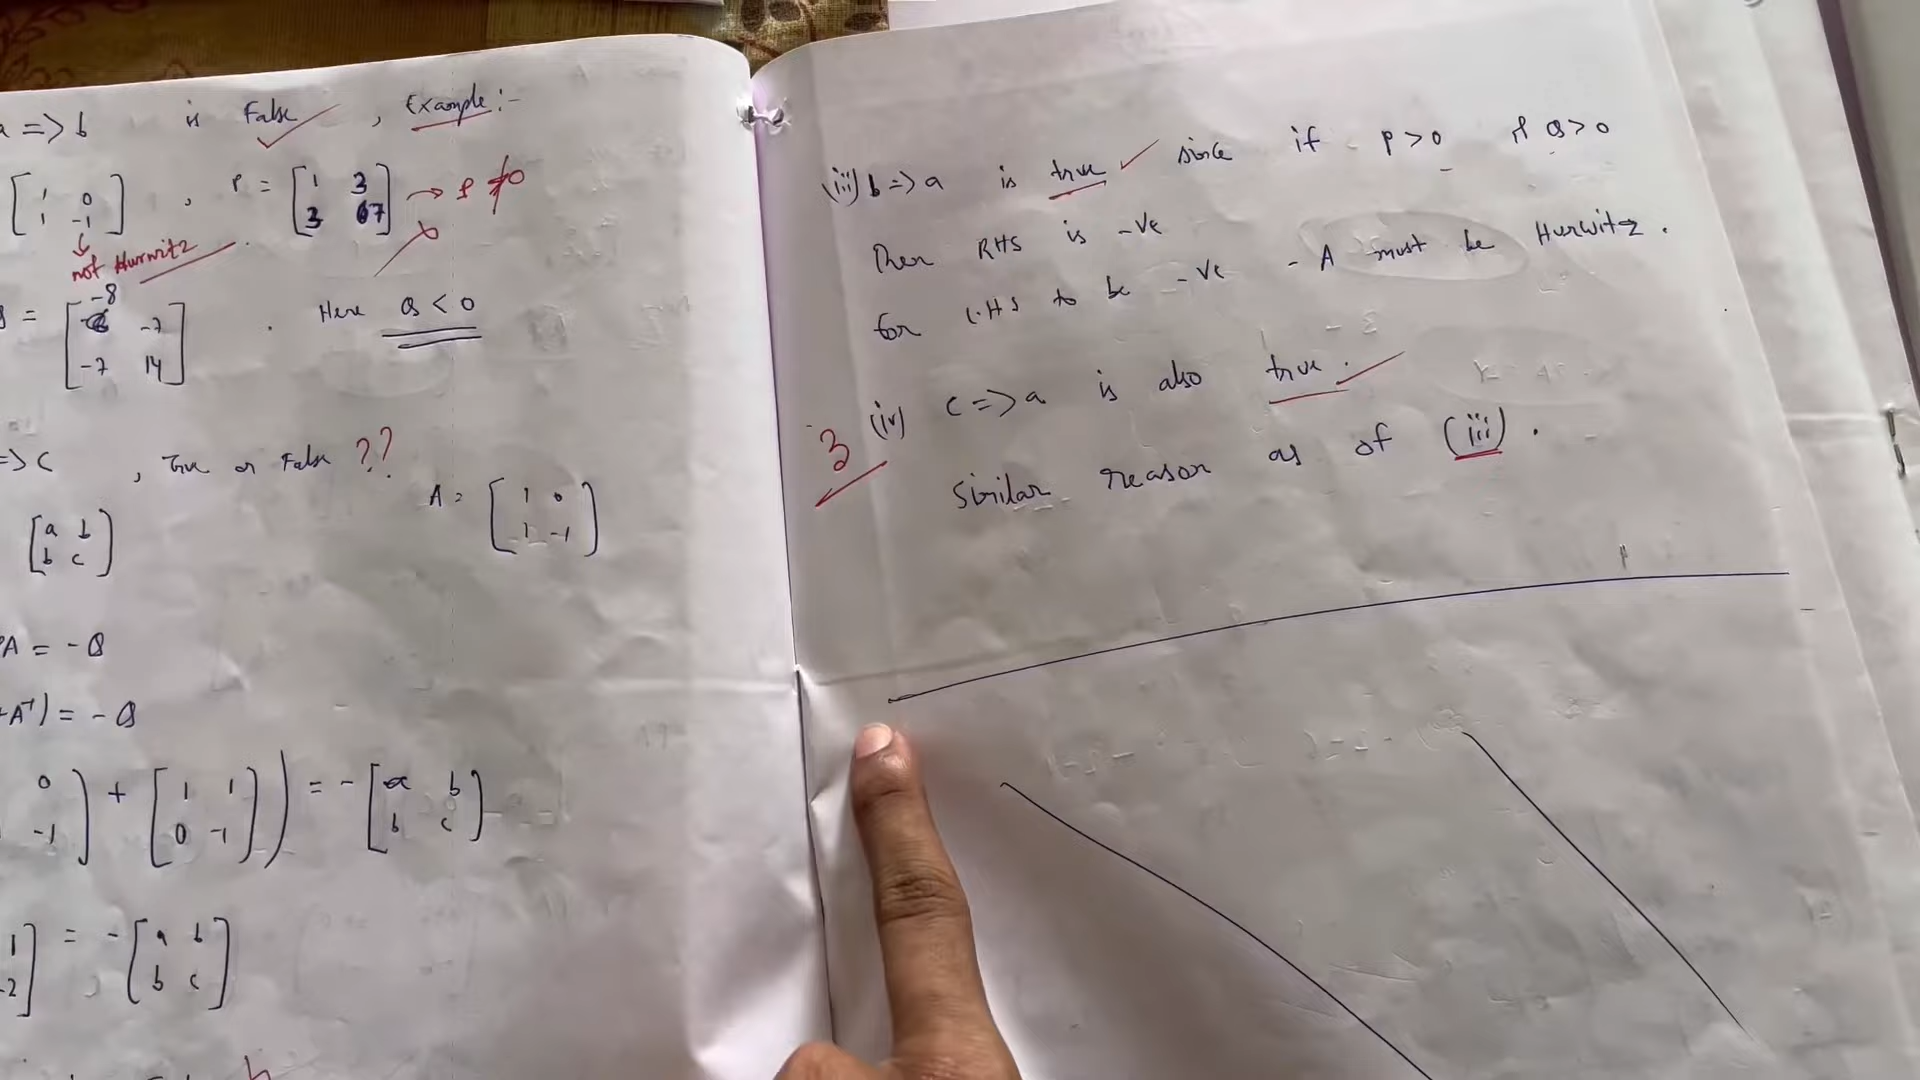 a => b is False , Example :-
[1 0
1 -1] , P = [1 3
3 67] → P ≯0
not Hurwitz
= [-8 -7
-7 14] . Here Q < 0
=> c , True or False ??
[a b
b c] A = [1 0
1 -1]
PA = -Q
+A⁻¹) = -Q
0
-1] + [1 1
0 -1]) = -[a b
b c]
1
-2] = -[a b
b c]
(iii) b => a is true since if P > 0 & Q > 0
Then RHS is -ve
for LHS to be -ve - A must be Hurwitz .
3 (iv) c => a is also true .
Similar reason as of (iii) .